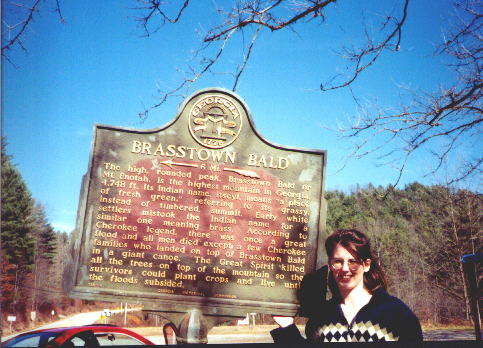 GEORGIA
1776
BRASSTOWN BALD
6 Mi.
The high, rounded peak, Brasstown Bald or
Mt. Enotah, is the highest mountain in Georgia,
4,748 ft. Its Indian name, Itseyi, means "a place
of fresh green," referring to its grassy,
instead of timbered, summit. Early white
settlers mistook the Indian name for a
similar one meaning brass. According to
Cherokee legend, there was once a great
flood and all men died except a few Cherokee
families who landed on top of Brasstown Bald
in a giant canoe. The Great Spirit killed
all the trees on top of the mountain so the
survivors could plant crops and live until
the floods subsided.
GEORGIA HISTORICAL COMMISSION